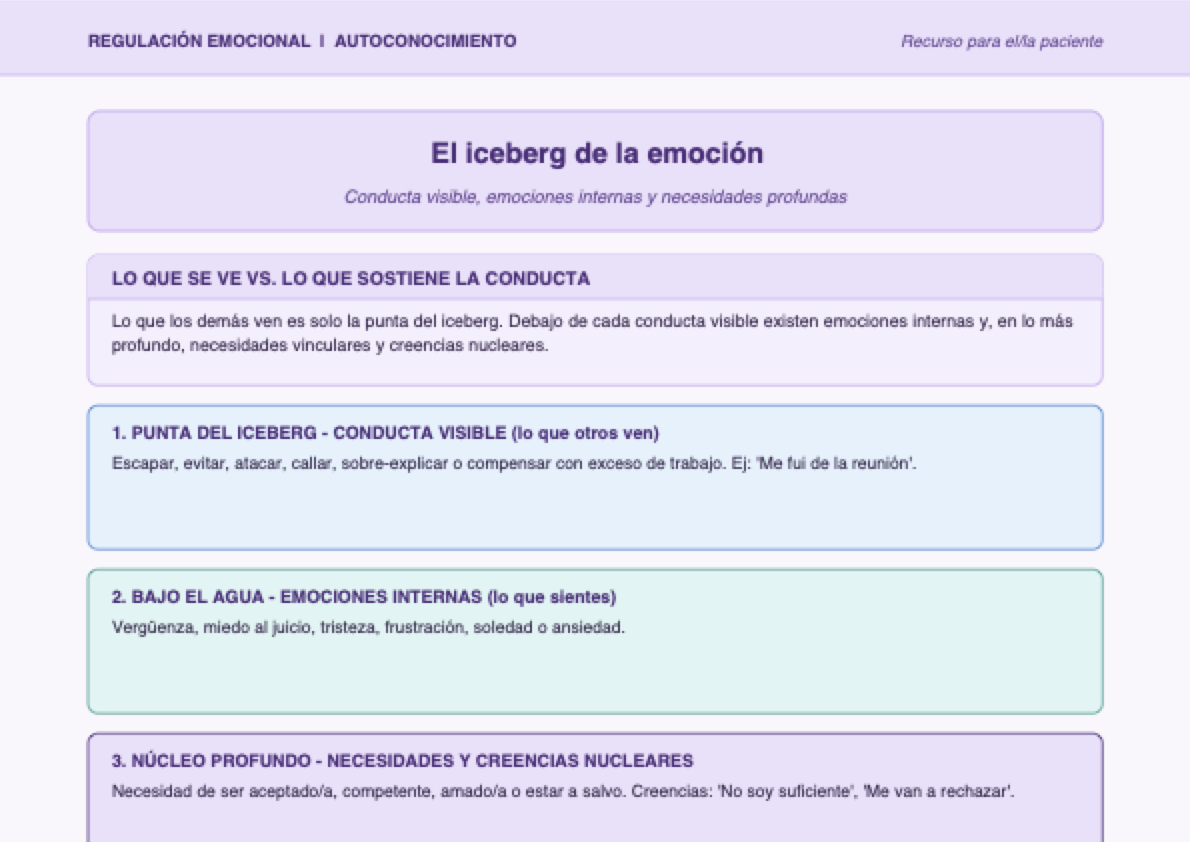 REGULACIÓN EMOCIONAL | AUTOCONOCIMIENTO
Recurso para el/la paciente
El iceberg de la emoción
Conducta visible, emociones internas y necesidades profundas
LO QUE SE VE VS. LO QUE SOSTIENE LA CONDUCTA
Lo que los demás ven es solo la punta del iceberg. Debajo de cada conducta visible existen emociones internas y, en lo más
profundo, necesidades vinculares y creencias nucleares.
1. PUNTA DEL ICEBERG - CONDUCTA VISIBLE (lo que otros ven)
Escapar, evitar, atacar, callar, sobre-explicar o compensar con exceso de trabajo. Ej: 'Me fui de la reunión'.
2. BAJO EL AGUA - EMOCIONES INTERNAS (lo que sientes)
Vergüenza, miedo al juicio, tristeza, frustración, soledad o ansiedad.
3. NÚCLEO PROFUNDO - NECESIDADES Y CREENCIAS NUCLEARES
Necesidad de ser aceptado/a, competente, amado/a o estar a salvo. Creencias: 'No soy suficiente', 'Me van a rechazar'.